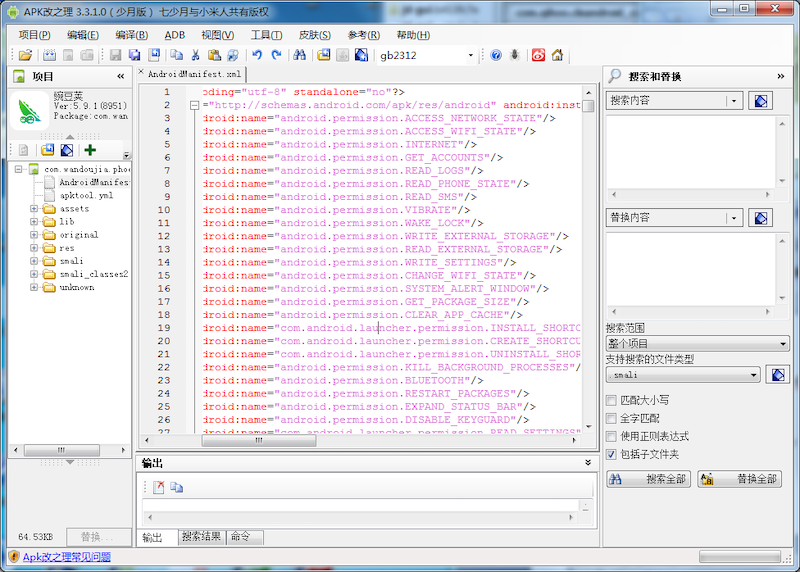 APK改之理 3.3.1.0（少月版） 七少月与小米人共有版权
项目(P) 编辑(E) 编译(B) ADB 视图(V) 工具(T) 皮肤(S) 参考(R) 帮助(H)
gb2312
项目
豌豆荚
Ver:5.9.1(8951)
Package:com.wan
com.wandoujia.phoe
AndroidManifest
apktool.yml
assets
lib
original
res
smali
smali_classes2
unknown
64.53KB
替换...
AndroidManifest.xml
1 oding="utf-8" standalone="no"?>
2 ="http://schemas.android.com/apk/res/android" android:inst
3 droid:name="android.permission.ACCESS_NETWORK_STATE"/>
4 droid:name="android.permission.ACCESS_WIFI_STATE"/>
5 droid:name="android.permission.INTERNET"/>
6 droid:name="android.permission.GET_ACCOUNTS"/>
7 droid:name="android.permission.READ_LOGS"/>
8 droid:name="android.permission.READ_PHONE_STATE"/>
9 droid:name="android.permission.READ_SMS"/>
10 droid:name="android.permission.VIBRATE"/>
11 droid:name="android.permission.WAKE_LOCK"/>
12 droid:name="android.permission.WRITE_EXTERNAL_STORAGE"/>
13 droid:name="android.permission.READ_EXTERNAL_STORAGE"/>
14 droid:name="android.permission.WRITE_SETTINGS"/>
15 droid:name="android.permission.CHANGE_WIFI_STATE"/>
16 droid:name="android.permission.SYSTEM_ALERT_WINDOW"/>
17 droid:name="android.permission.GET_PACKAGE_SIZE"/>
18 droid:name="android.permission.CLEAR_APP_CACHE"/>
19 droid:name="com.android.launcher.permission.INSTALL_SHORTC
20 droid:name="com.android.launcher.permission.CREATE_SHORTCU
21 droid:name="com.android.launcher.permission.UNINSTALL_SHOR
22 droid:name="android.permission.KILL_BACKGROUND_PROCESSES"/
23 droid:name="android.permission.BLUETOOTH"/>
24 droid:name="android.permission.RESTART_PACKAGES"/>
25 droid:name="android.permission.EXPAND_STATUS_BAR"/>
26 droid:name="android.permission.DISABLE_KEYGUARD"/>
27 droid:name="com.android.launcher.permission.READ_SETTINGS"
输出
输出 搜索结果 命令
搜索和替换
搜索内容
替换内容
搜索范围
整个项目
支持搜索的文件类型
.smali
匹配大小写
全字匹配
使用正则表达式
包括子文件夹
搜索全部 替换全部
Apk改之理常见问题